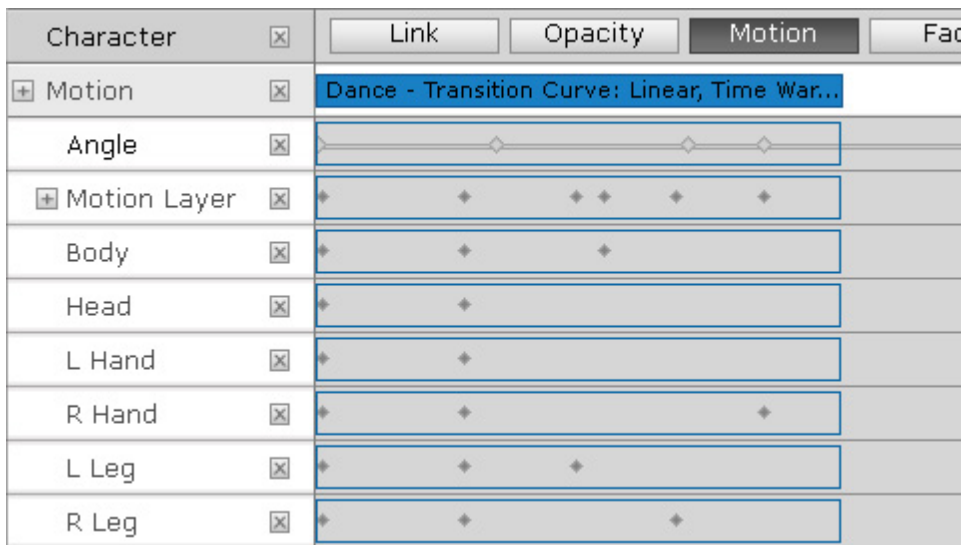 Character Link Opacity Motion Fac
Motion Dance - Transition Curve: Linear, Time War...
Angle
Motion Layer
Body
Head
L Hand
R Hand
L Leg
R Leg